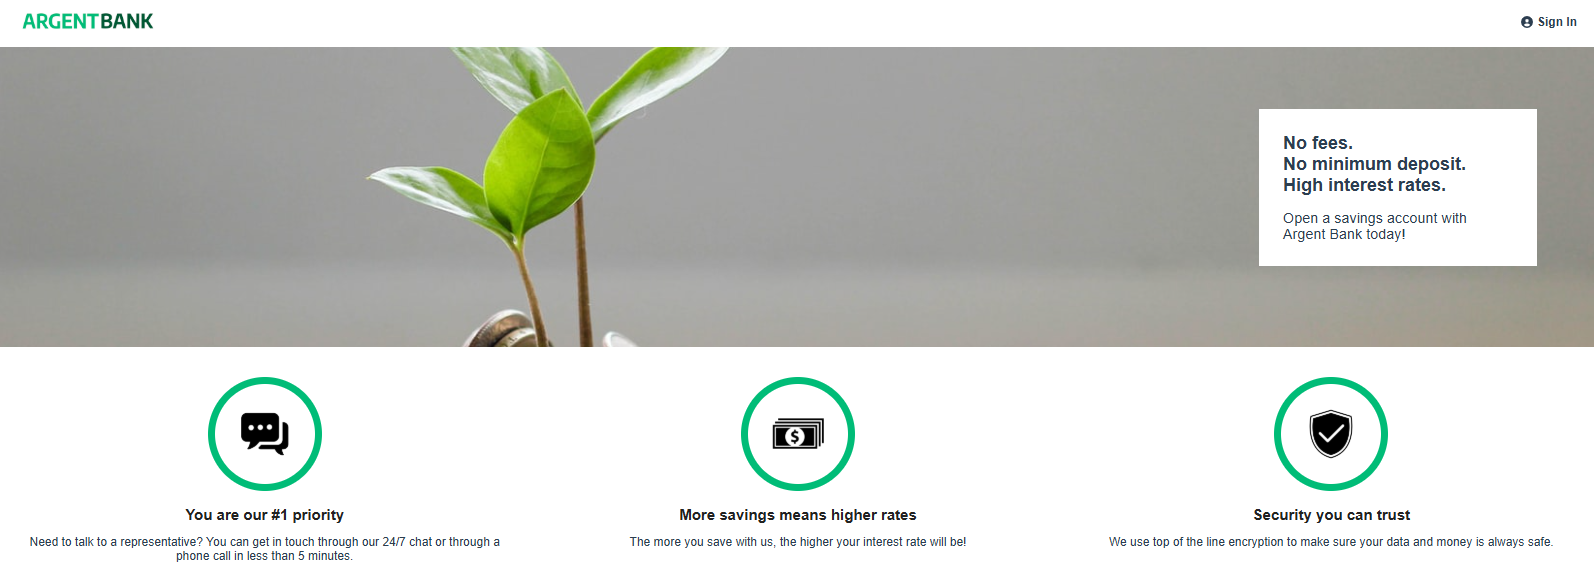 ARGENTBANK
Sign In
No fees.
No minimum deposit.
High interest rates.
Open a savings account with
Argent Bank today!
You are our #1 priority
Need to talk to a representative? You can get in touch through our 24/7 chat or through a
phone call in less than 5 minutes.
More savings means higher rates
The more you save with us, the higher your interest rate will be!
Security you can trust
We use top of the line encryption to make sure your data and money is always safe.